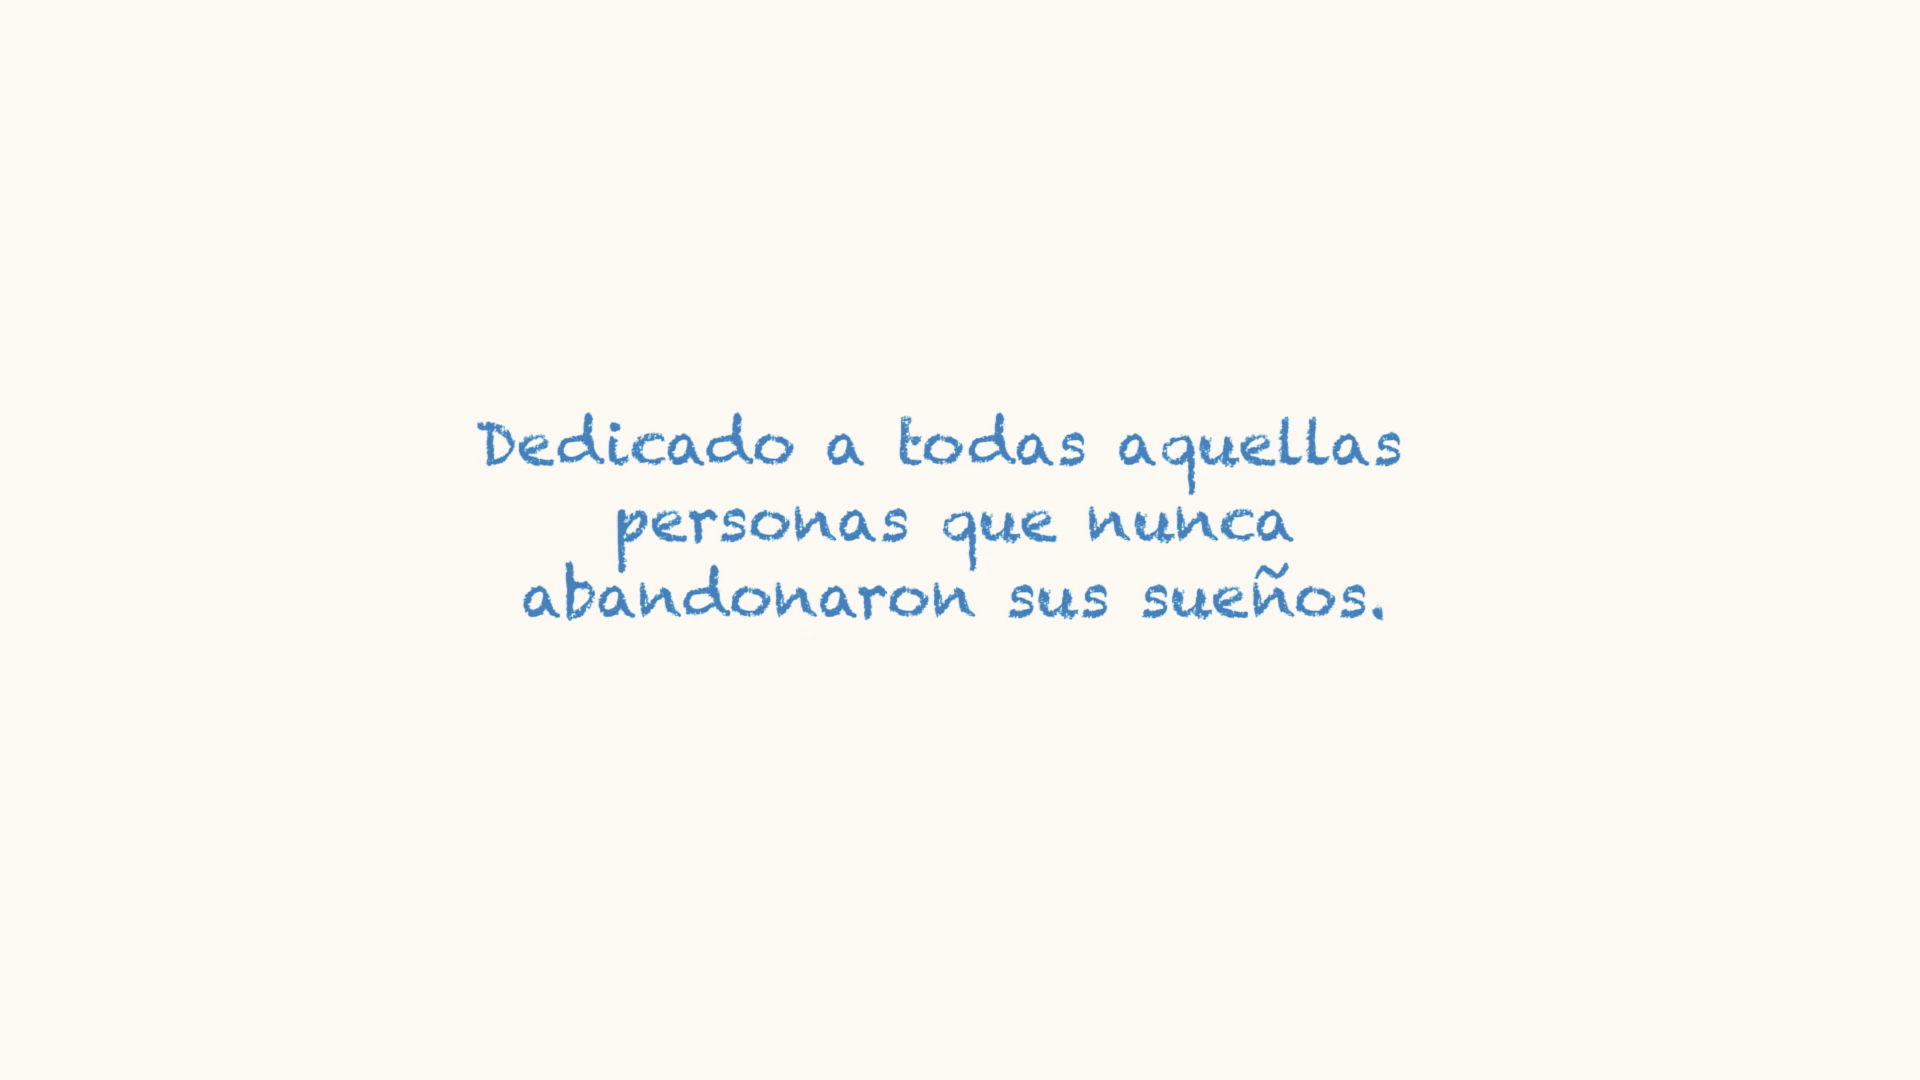 Dedicado a todas aquellas
personas que nunca
abandonaron sus sueños.